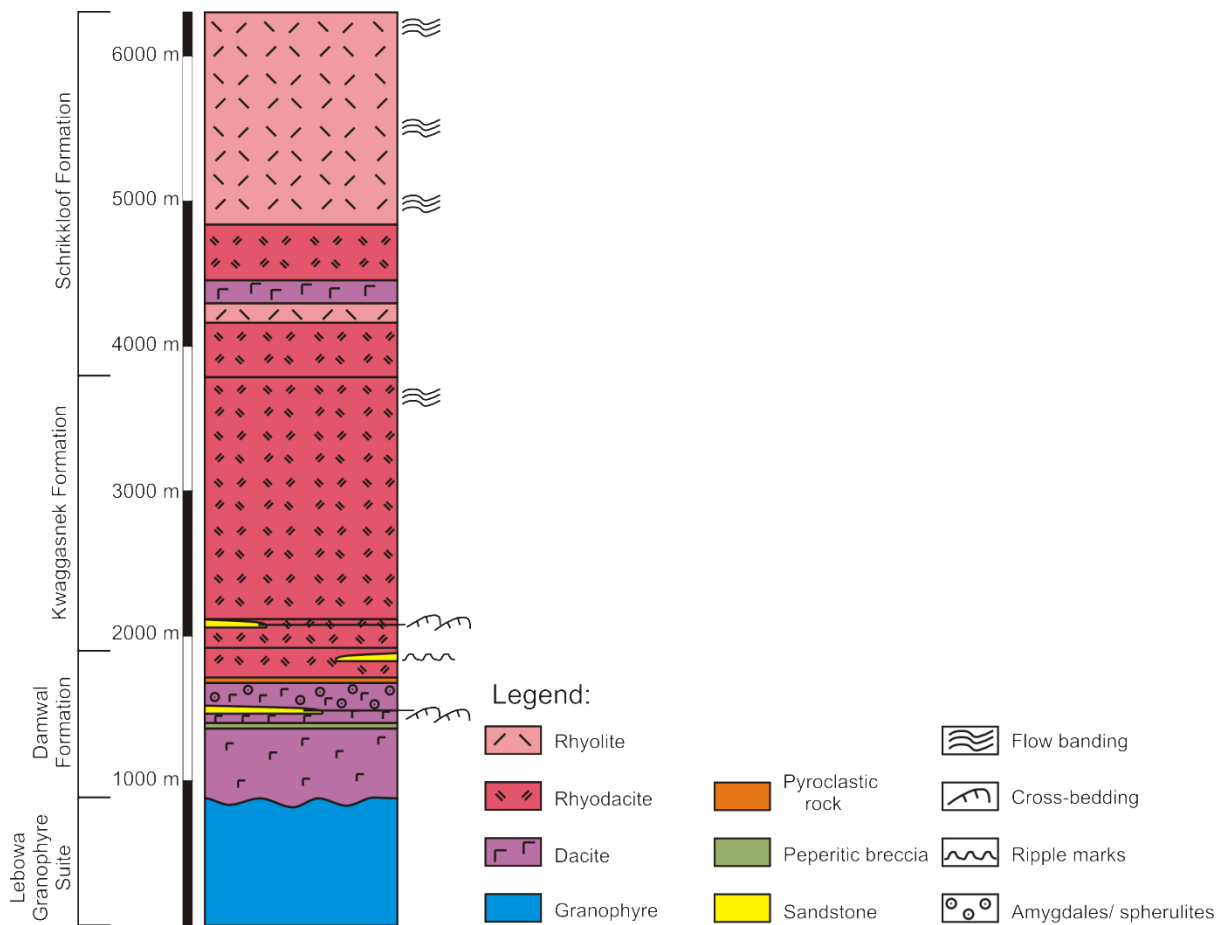 6000 m
5000 m
4000 m
3000 m
2000 m
1000 m
Schrikkloof Formation
Kwaggasnek Formation
Damwal
Formation
Lebowa
Granophyre
Suite
Legend:
Rhyolite
Rhyodacite
Dacite
Granophyre
Pyroclastic
rock
Peperitic breccia
Sandstone
Flow banding
Cross-bedding
Ripple marks
Amygdales/ spherulites